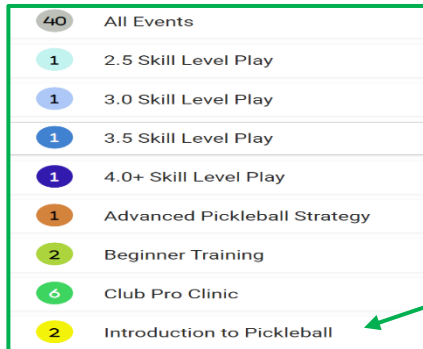 40 All Events
1 2.5 Skill Level Play
1 3.0 Skill Level Play
1 3.5 Skill Level Play
1 4.0+ Skill Level Play
1 Advanced Pickleball Strategy
2 Beginner Training
6 Club Pro Clinic
2 Introduction to Pickleball